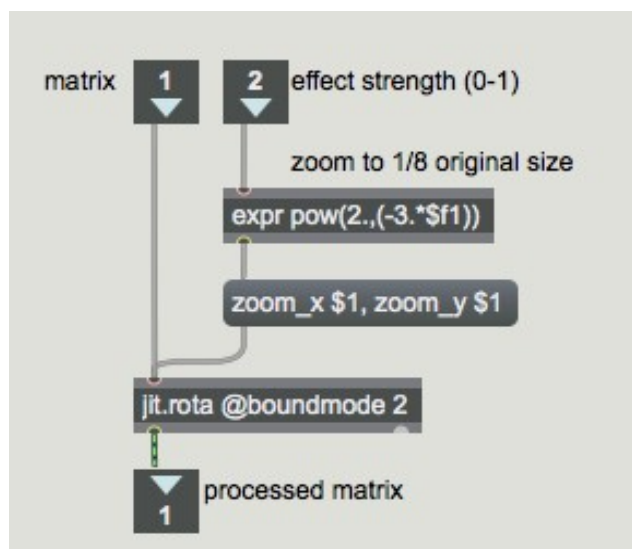 matrix 1 2 effect strength (0-1)
zoom to 1/8 original size
expr pow(2.,(-3.*$f1))
zoom_x $1, zoom_y $1
jit.rota @boundmode 2
processed matrix
1